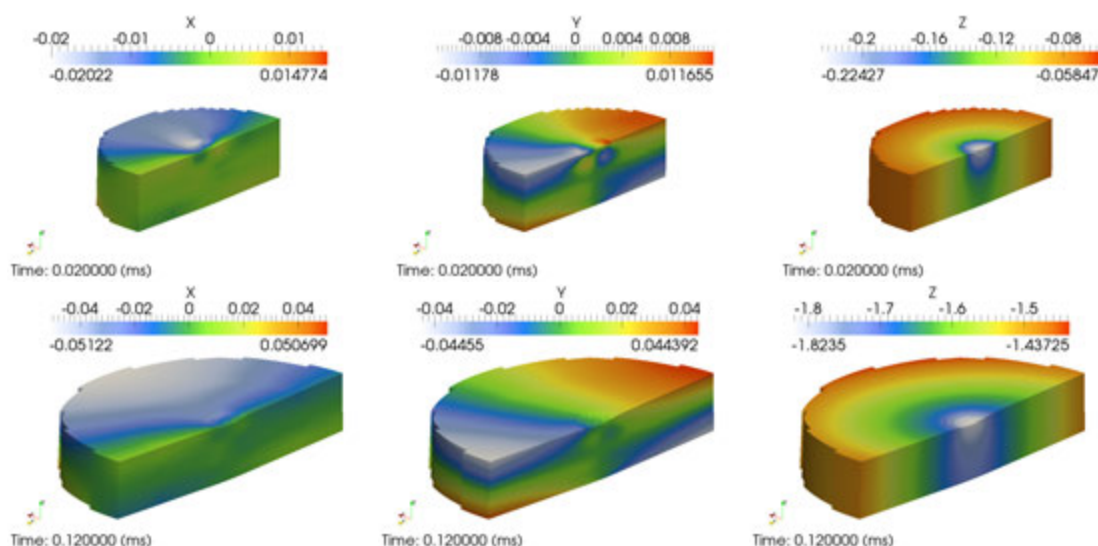 X
-0.02 -0.01 0 0.01
-0.02022 0.014774
Y
-0.008 -0.004 0 0.004 0.008
-0.01178 0.011655
Z
-0.2 -0.16 -0.12 -0.08
-0.22427 -0.05847
Time: 0.020000 (ms)
Time: 0.020000 (ms)
Time: 0.020000 (ms)
X
-0.04 -0.02 0 0.02 0.04
-0.05122 0.050699
Y
-0.04 -0.02 0 0.02 0.04
-0.04455 0.044392
Z
-1.8 -1.7 -1.6 -1.5
-1.8235 -1.43725
Time: 0.120000 (ms)
Time: 0.120000 (ms)
Time: 0.120000 (ms)